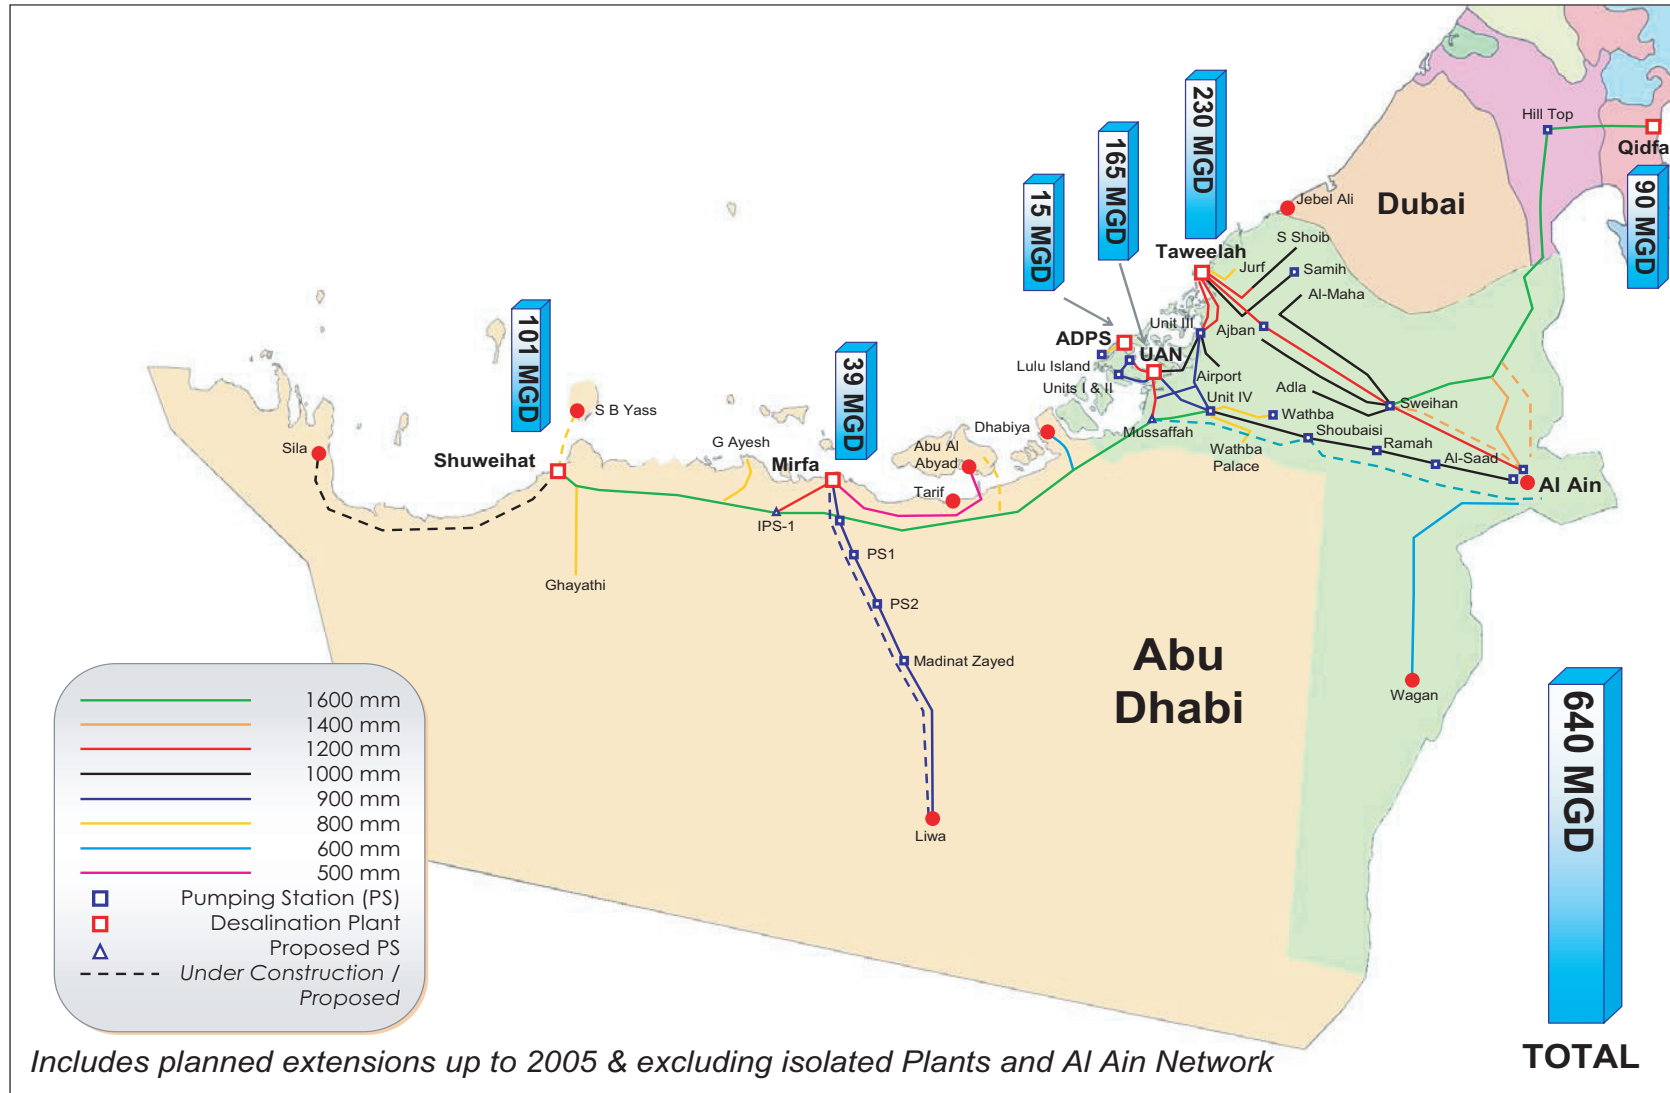 Hill Top
Qidfa
90 MGD
230 MGD
165 MGD
15 MGD
Jebel Ali
Dubai
S Shoib
Taweelah
Jurf
Samih
Al-Maha
101 MGD
39 MGD
Unit III
Ajban
ADPS
UAN
Lulu Island
Airport
Units I & II
Adla
Unit IV
Sweihan
S B Yass
Wathba
Mussaffah
Shoubaisi
Dhabiya
Wathba
Palace
Ramah
G Ayesh
Abu Al
Abyad
Al-Saad
Sila
Shuweihat
Mirfa
Tarif
Al Ain
IPS-1
PS1
Ghayathi
PS2
Abu
Dhabi
Madinat Zayed
Wagan
640 MGD
Liwa
1600 mm
1400 mm
1200 mm
1000 mm
900 mm
800 mm
600 mm
500 mm
Pumping Station (PS)
Desalination Plant
Proposed PS
Under Construction /
Proposed
TOTAL
Includes planned extensions up to 2005 & excluding isolated Plants and Al Ain Network